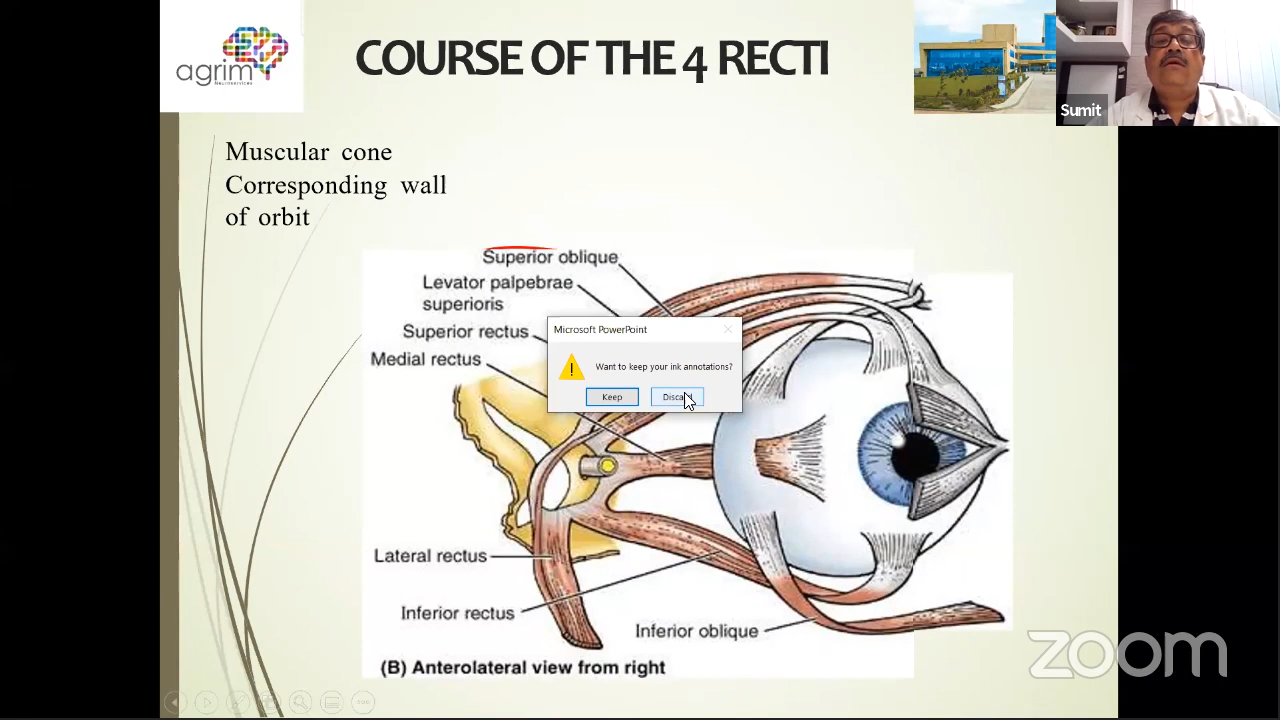 agrim
Neuroservices
COURSE OF THE 4 RECTI
Sumit
Muscular cone
Corresponding wall
of orbit
Superior oblique
Levator palpebrae
superioris
Superior rectus
Medial rectus
Microsoft PowerPoint
Want to keep your ink annotations?
Keep
Lateral rectus
Inferior rectus
Inferior oblique
(B) Anterolateral view from right
zoom